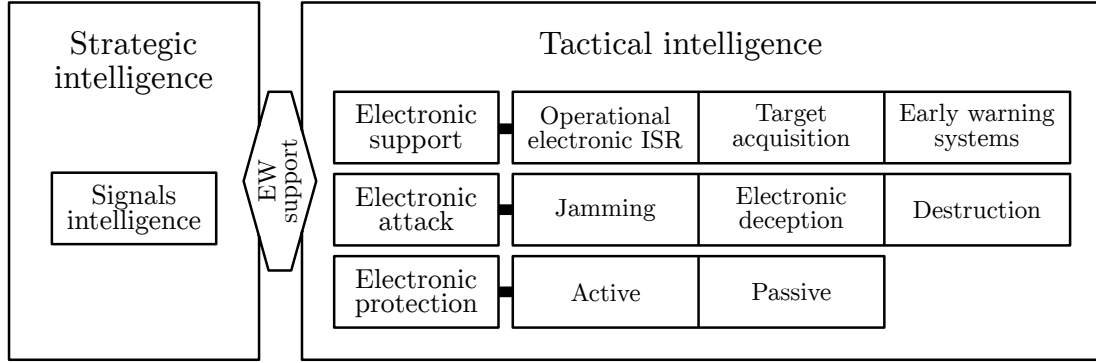 Strategic
intelligence
Signals
intelligence
EW
support
Tactical intelligence
Electronic
support
Operational
electronic ISR
Target
acquisition
Early warning
systems
Electronic
attack
Jamming
Electronic
deception
Destruction
Electronic
protection
Active
Passive